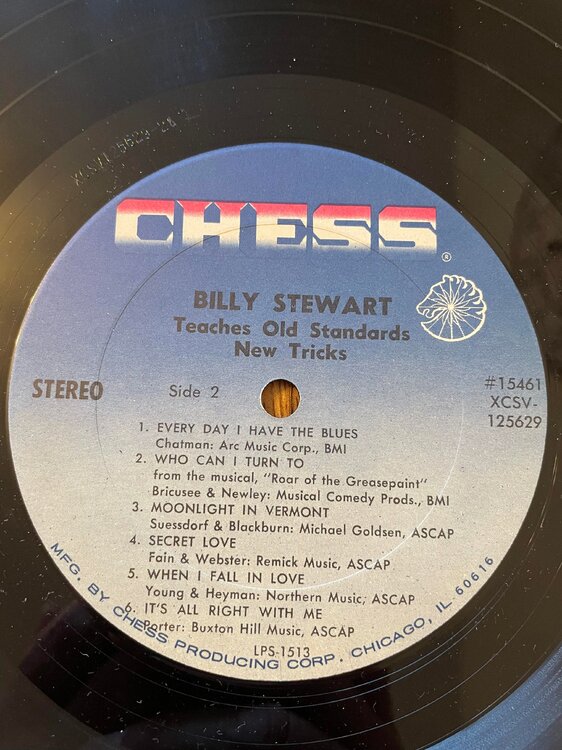 CHESS
®
BILLY STEWART
Teaches Old Standards
New Tricks
STEREO
Side 2
#15461
XCSV-
125629
1. EVERY DAY I HAVE THE BLUES
Chatman: Arc Music Corp., BMI
2. WHO CAN I TURN TO
from the musical, "Roar of the Greasepaint"
Bricusee & Newley: Musical Comedy Prods., BMI
3. MOONLIGHT IN VERMONT
Suessdorf & Blackburn: Michael Goldsen, ASCAP
4. SECRET LOVE
Fain & Webster: Remick Music, ASCAP
5. WHEN I FALL IN LOVE
Young & Heyman: Northern Music, ASCAP
6. IT'S ALL RIGHT WITH ME
Porter: Buxton Hill Music, ASCAP
LPS-1513
MFG. BY CHESS PRODUCING CORP. CHICAGO, IL 60616